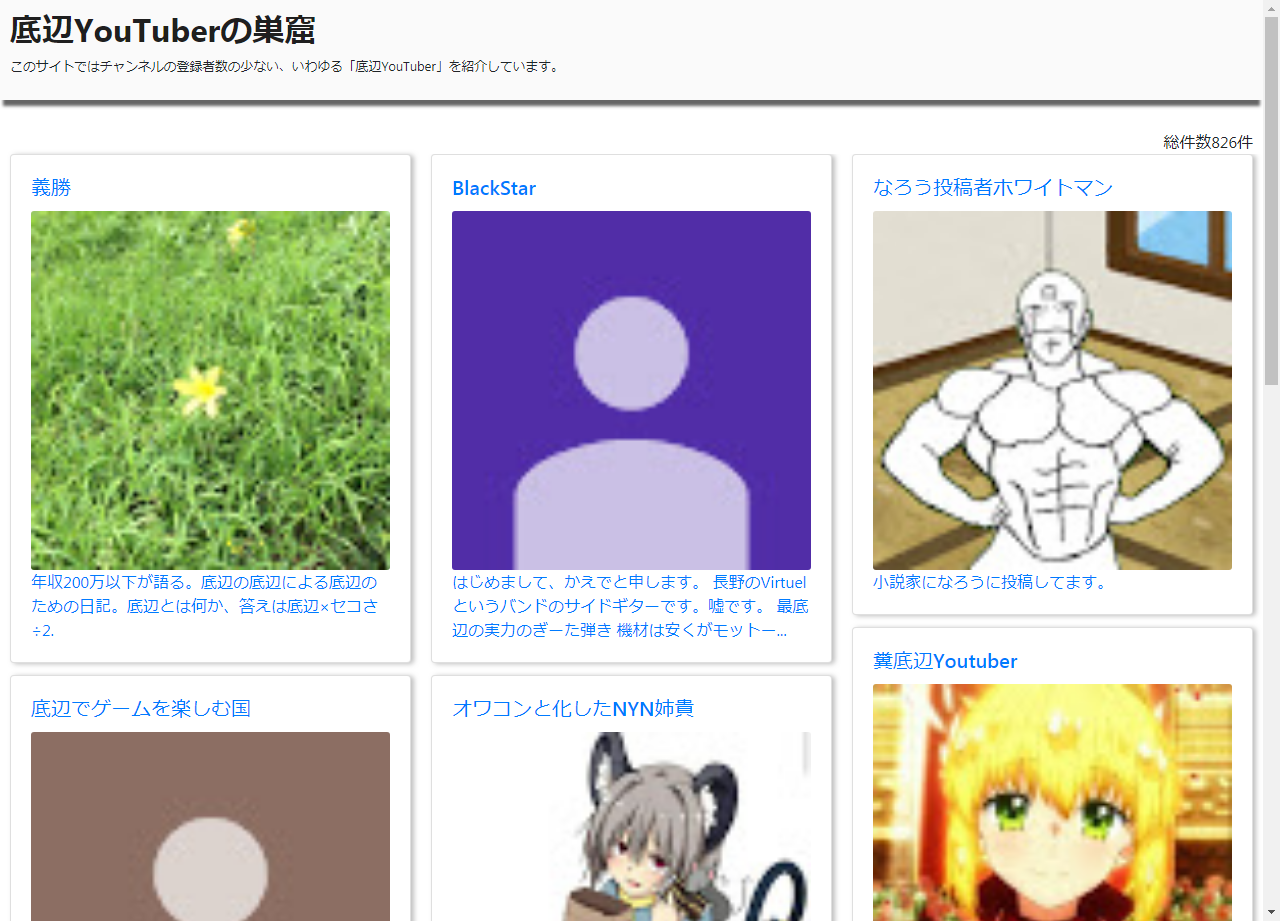 底辺YouTuberの巣窟
このサイトではチャンネルの登録者数の少ない、いわゆる「底辺YouTuber」を紹介しています。
総件数826件
義勝
年収200万以下が語る。底辺の底辺による底辺の
ための日記。底辺とは何か、答えは底辺×セコさ
÷2.
BlackStar
はじめまして、かえでと申します。 長野のVirtuel
というバンドのサイドギターです。嘘です。 最底
辺の実力のぎーた弾き 機材は安くがモットー...
なろう投稿者ホワイトマン
小説家になろうに投稿してます。
糞底辺Youtuber
底辺でゲームを楽しむ国
オワコンと化したNYN姉貴